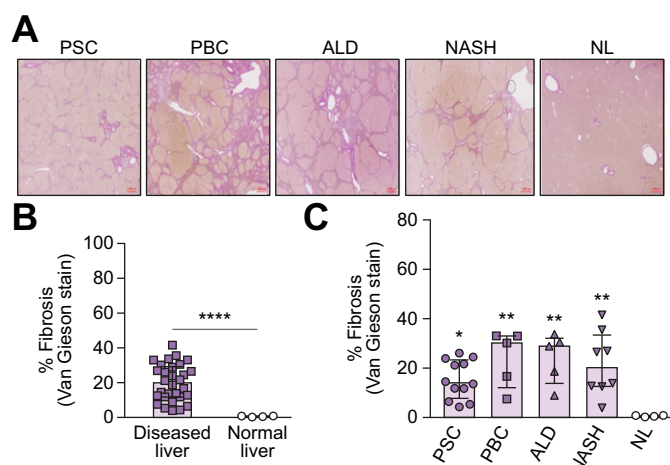 A
PSC PBC ALD NASH NL
B
% Fibrosis
(Van Gieson stain)
100
80
60
40
20
0
****
Diseased
liver
Normal
liver
C
% Fibrosis
(Van Gieson stain)
80
60
40
20
0
* ** ** **
PSC PBC ALD NASH NL